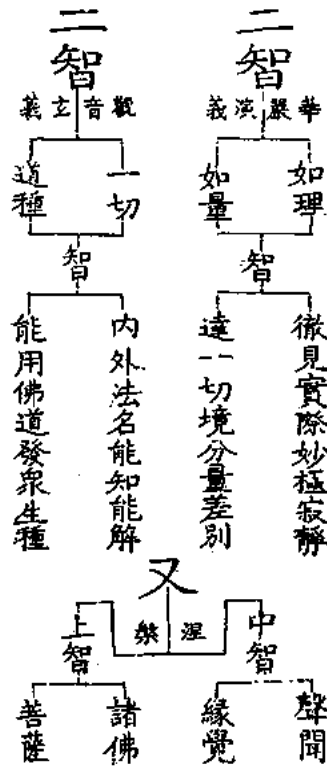 二智
華嚴演義
如理
如量
智
徹見實際妙極寂靜
達一切境分量差別
二智
觀音玄義
一切
道種
智
內外法名能知能解
能用佛道發衆生種
又
涅槃
中智
聲聞
緣覺
上智
諸佛
菩薩